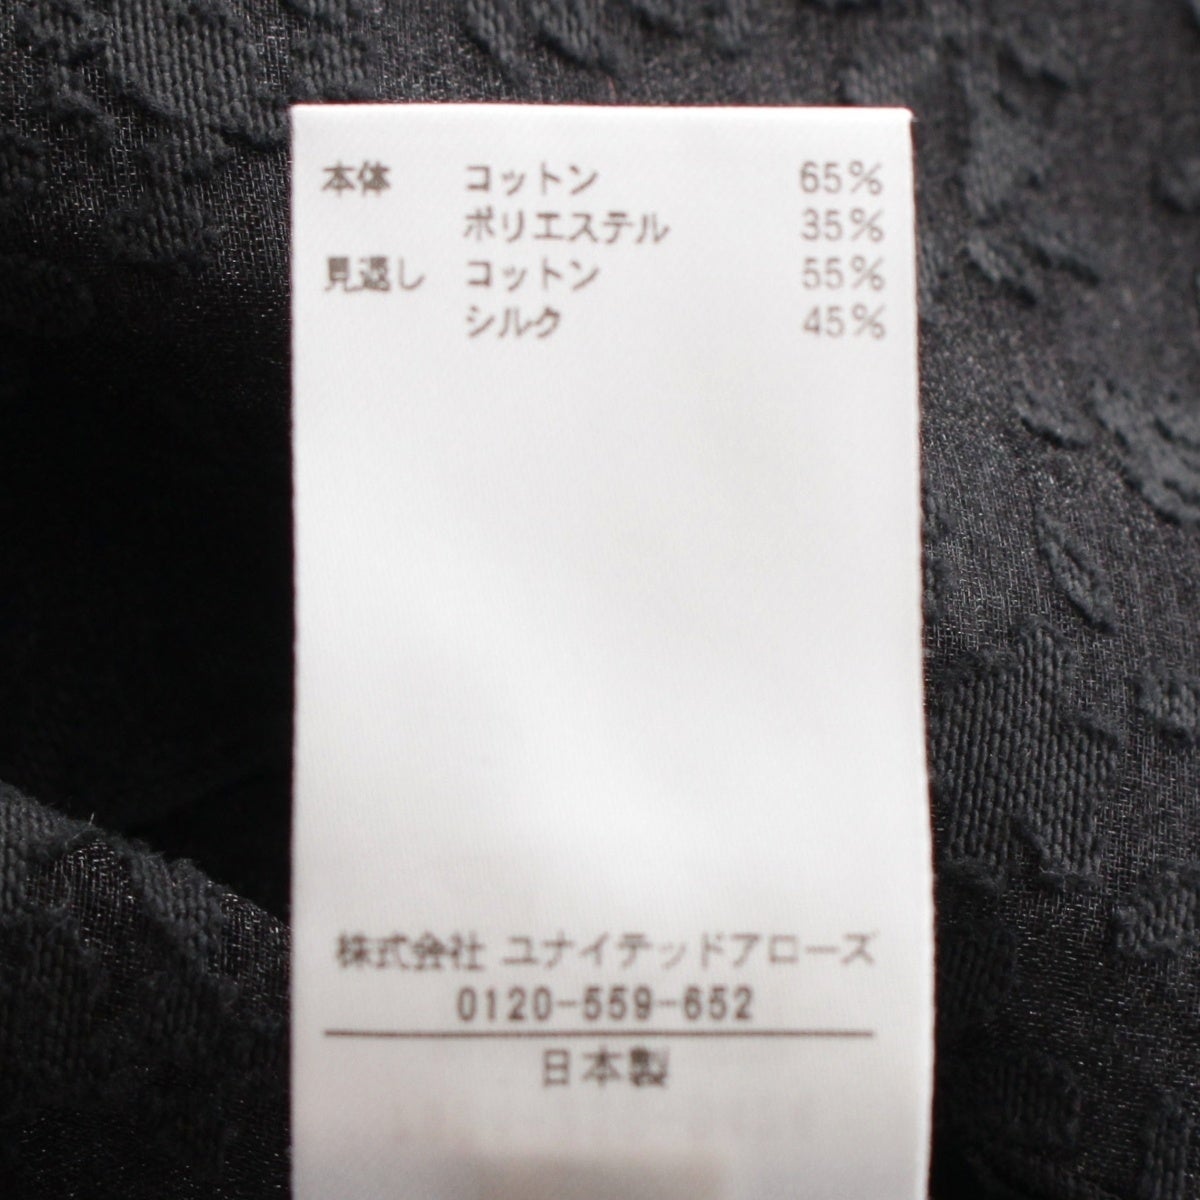 本体 コットン 65%
ポリエステル 35%
見返し コットン 55%
シルク 45%
株式会社 ユナイテッドアローズ
0120-559-652
日本製